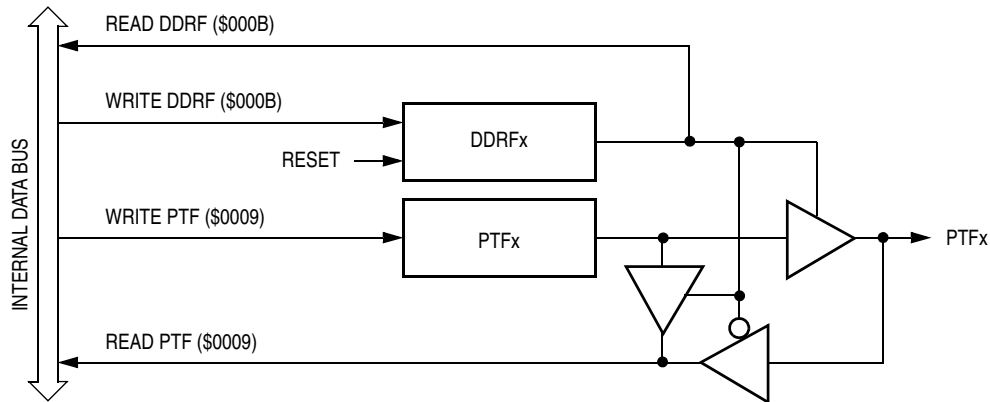 READ DDRF ($000B)
WRITE DDRF ($000B)
DDRFx
RESET
WRITE PTF ($0009)
PTFx
PTFx
READ PTF ($0009)
INTERNAL DATA BUS